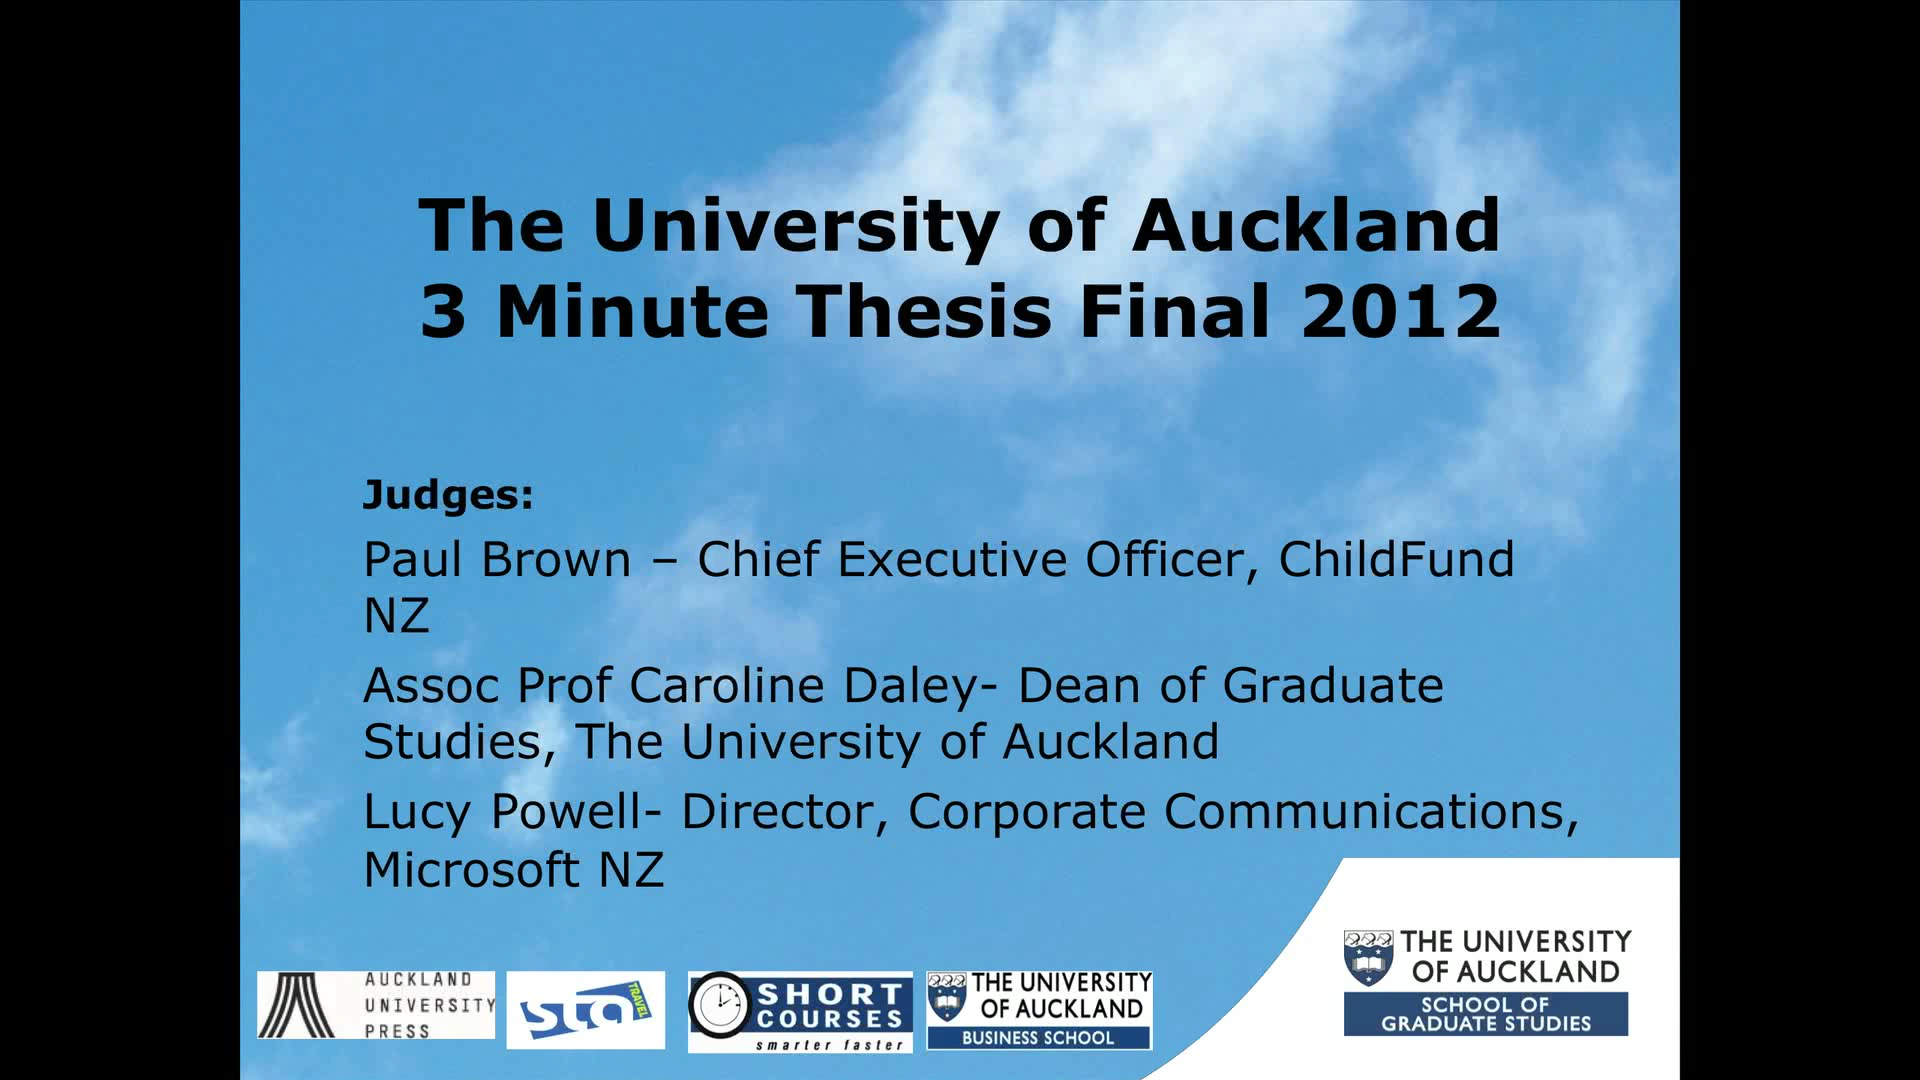 The University of Auckland
3 Minute Thesis Final 2012
Judges:
Paul Brown – Chief Executive Officer, ChildFund
NZ
Assoc Prof Caroline Daley- Dean of Graduate
Studies, The University of Auckland
Lucy Powell- Director, Corporate Communications,
Microsoft NZ
AUCKLAND
UNIVERSITY
PRESS
sta TRAVEL
SHORT
COURSES
smarter faster
THE UNIVERSITY
OF AUCKLAND
BUSINESS SCHOOL
THE UNIVERSITY
OF AUCKLAND
SCHOOL OF
GRADUATE STUDIES